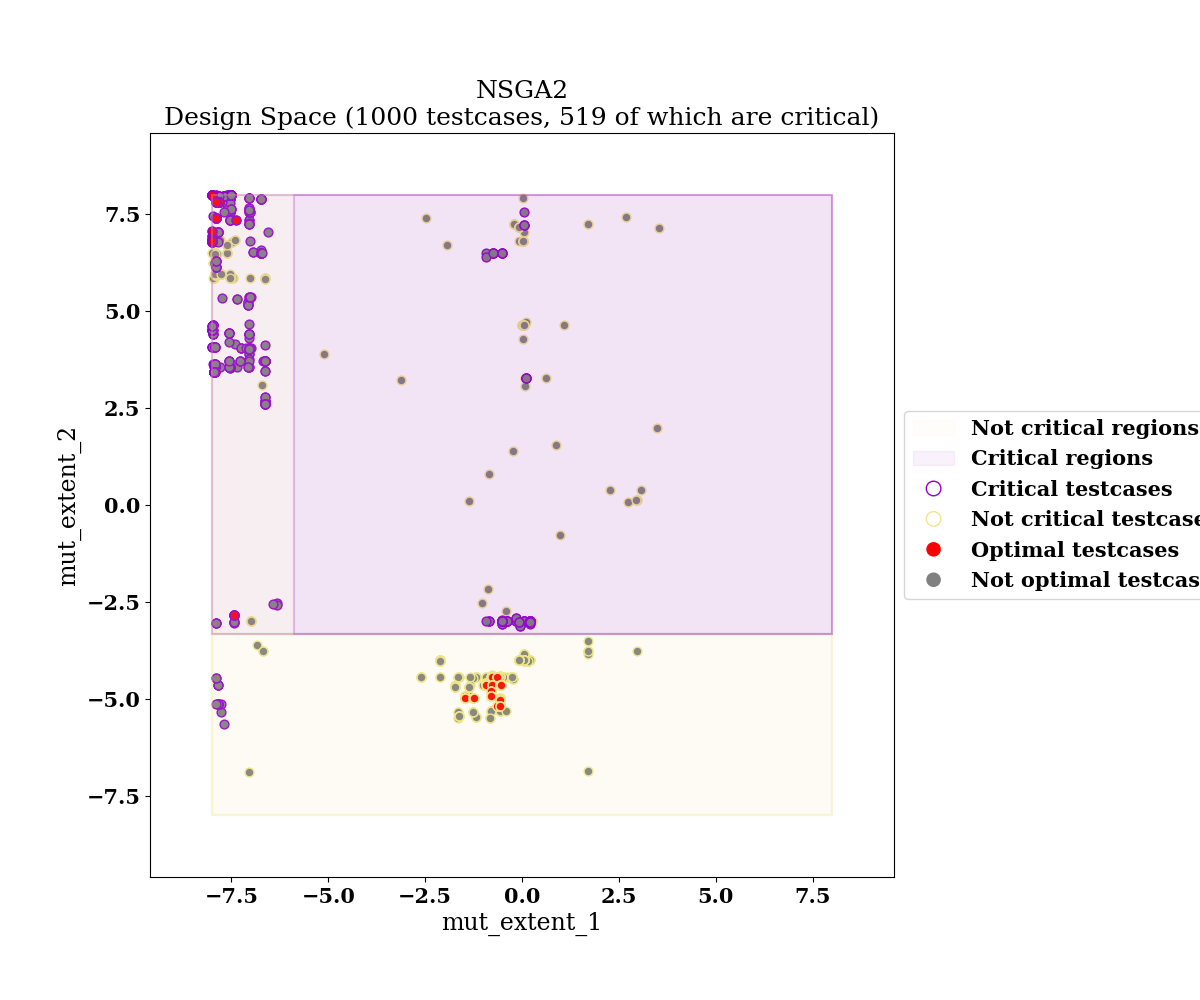 NSGA2
Design Space (1000 testcases, 519 of which are critical)
7.5
5.0
2.5
0.0
−2.5
−5.0
−7.5
mut_extent_2
−7.5 −5.0 −2.5 0.0 2.5 5.0 7.5
mut_extent_1
Not critical regions
Critical regions
Critical testcases
Not critical testcase
Optimal testcases
Not optimal testcas